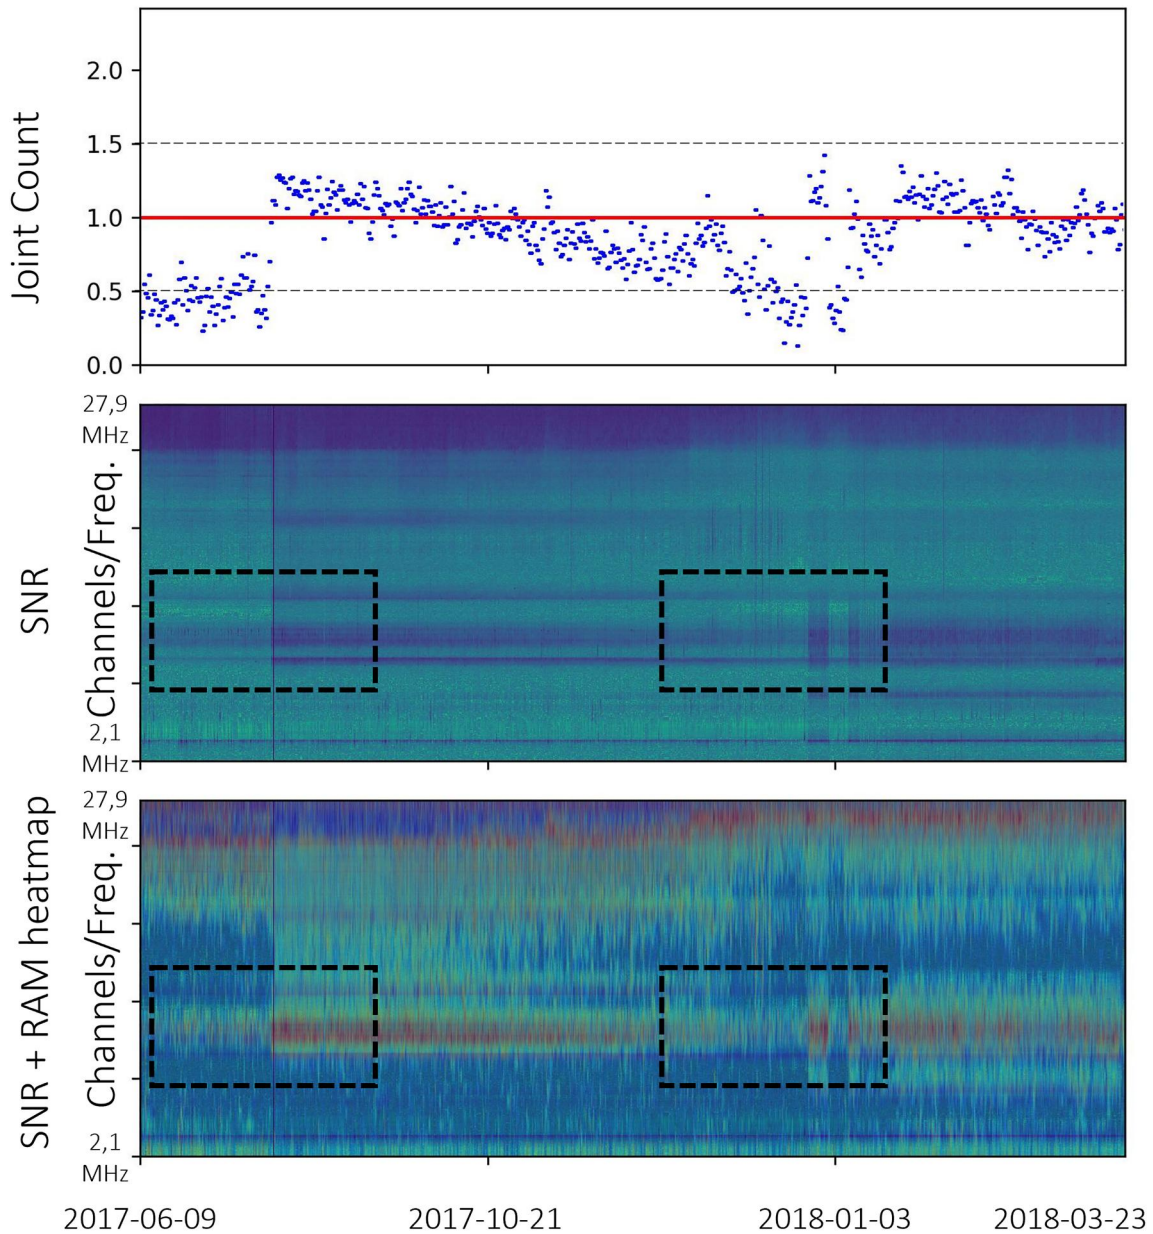 Joint Count
2.0
1.5
1.0
0.5
0.0
SNR
Channels/Freq.
27,9
MHz
2,1
MHz
SNR + RAM heatmap
Channels/Freq.
27,9
MHz
2,1
MHz
2017-06-09 2017-10-21 2018-01-03 2018-03-23